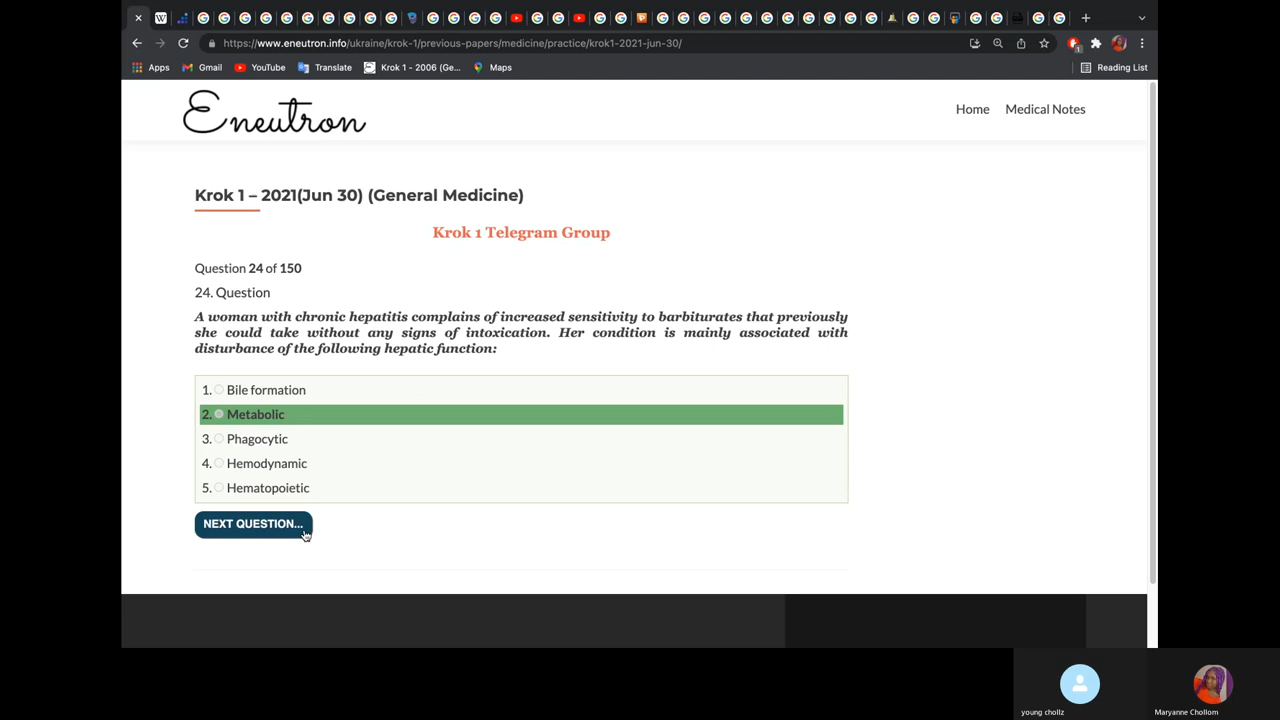 https://www.eneutron.info/ukraine/krok-1/previous-papers/medicine/practice/krok1-2021-jun-30/
1
Apps Gmail YouTube Translate Krok 1 - 2006 (Ge... Maps Reading List
Eneutron
Home Medical Notes
Krok 1 – 2021(Jun 30) (General Medicine)
Krok 1 Telegram Group
Question 24 of 150
24. Question
A woman with chronic hepatitis complains of increased sensitivity to barbiturates that previously
she could take without any signs of intoxication. Her condition is mainly associated with
disturbance of the following hepatic function:
1. Bile formation
2. Metabolic
3. Phagocytic
4. Hemodynamic
5. Hematopoietic
NEXT QUESTION...
young chollz
Maryanne Chollom